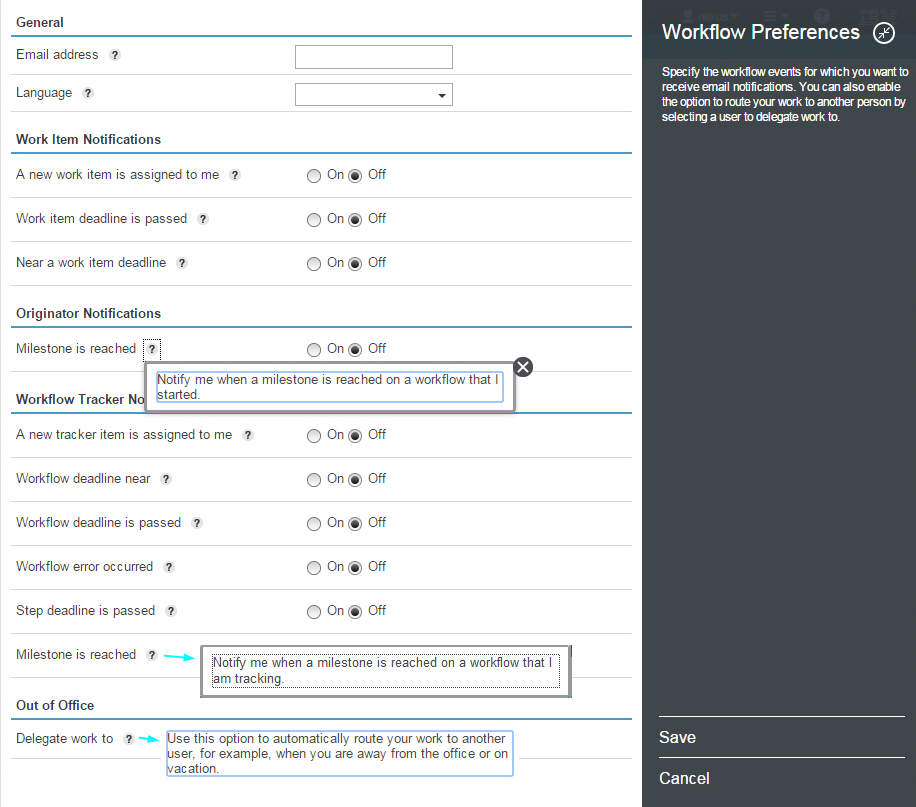 General
Email address ?
Language ?
Work Item Notifications
A new work item is assigned to me ? On Off
Work item deadline is passed ? On Off
Near a work item deadline ? On Off
Originator Notifications
Milestone is reached ? On Off
Notify me when a milestone is reached on a workflow that I
started.
Workflow Tracker No
A new tracker item is assigned to me ? On Off
Workflow deadline near ? On Off
Workflow deadline is passed ? On Off
Workflow error occurred ? On Off
Step deadline is passed ? On Off
Milestone is reached ?
Notify me when a milestone is reached on a workflow that I
am tracking.
Out of Office
Delegate work to ?
Use this option to automatically route your work to another
user, for example, when you are away from the office or on
vacation.
Workflow Preferences
Specify the workflow events for which you want to
receive email notifications. You can also enable
the option to route your work to another person by
selecting a user to delegate work to.
Save
Cancel